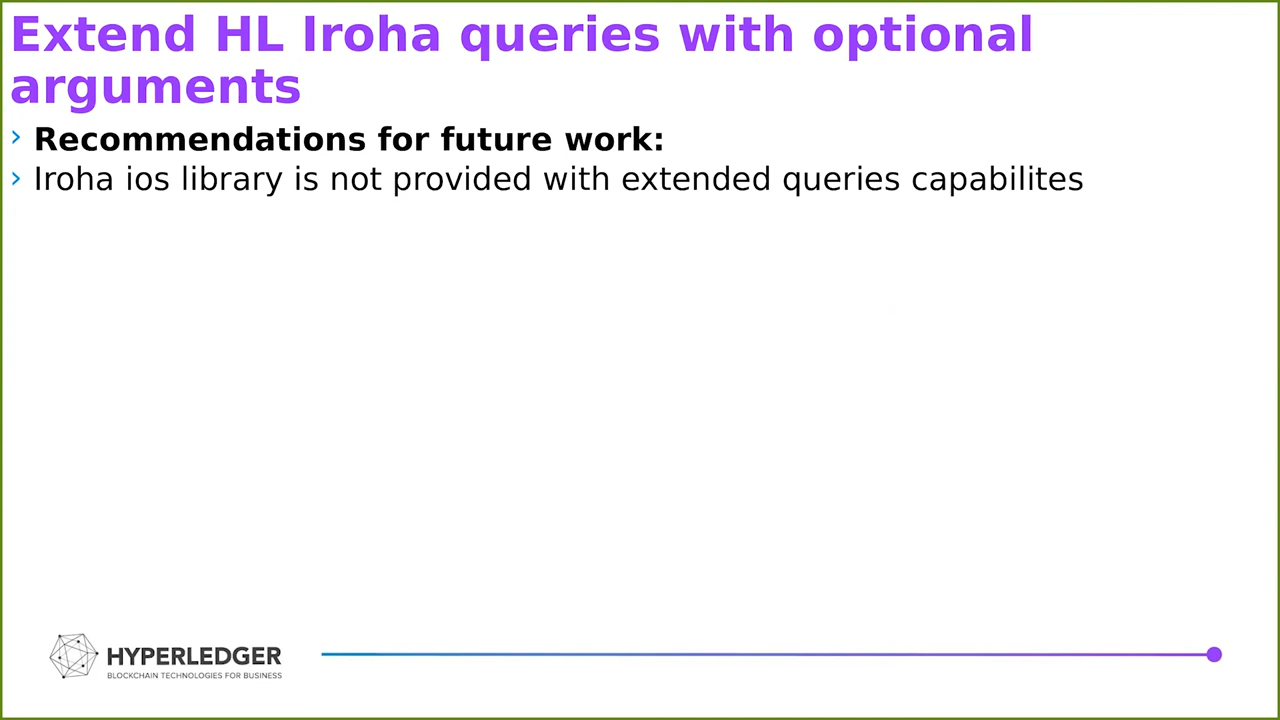 Extend HL Iroha queries with optional
arguments
› Recommendations for future work:
› Iroha ios library is not provided with extended queries capabilites
HYPERLEDGER
BLOCKCHAIN TECHNOLOGIES FOR BUSINESS